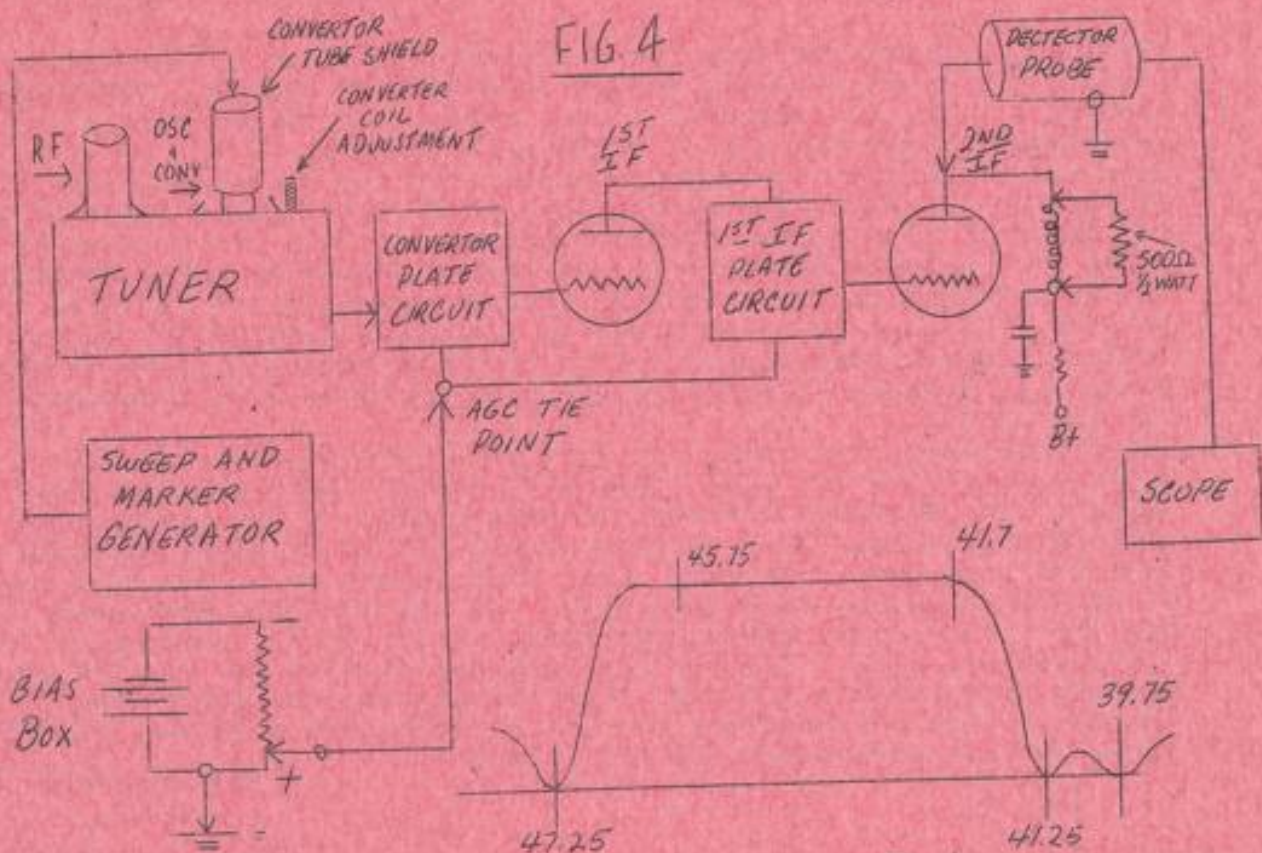 FIG. 4
CONVERTOR
TUBE SHIELD
CONVERTER
COIL
ADJUSTMENT
RF
OSC
&
CONV
TUNER
CONVERTOR
PLATE
CIRCUIT
1ST
IF
1ST IF
PLATE
CIRCUIT
2ND
IF
DECTECTOR
PROBE
500Ω
½ WATT
B+
SCOPE
AGC TIE
POINT
SWEEP AND
MARKER
GENERATOR
BIAS
BOX
-
+
-
45.75
41.7
39.75
47.25
41.25